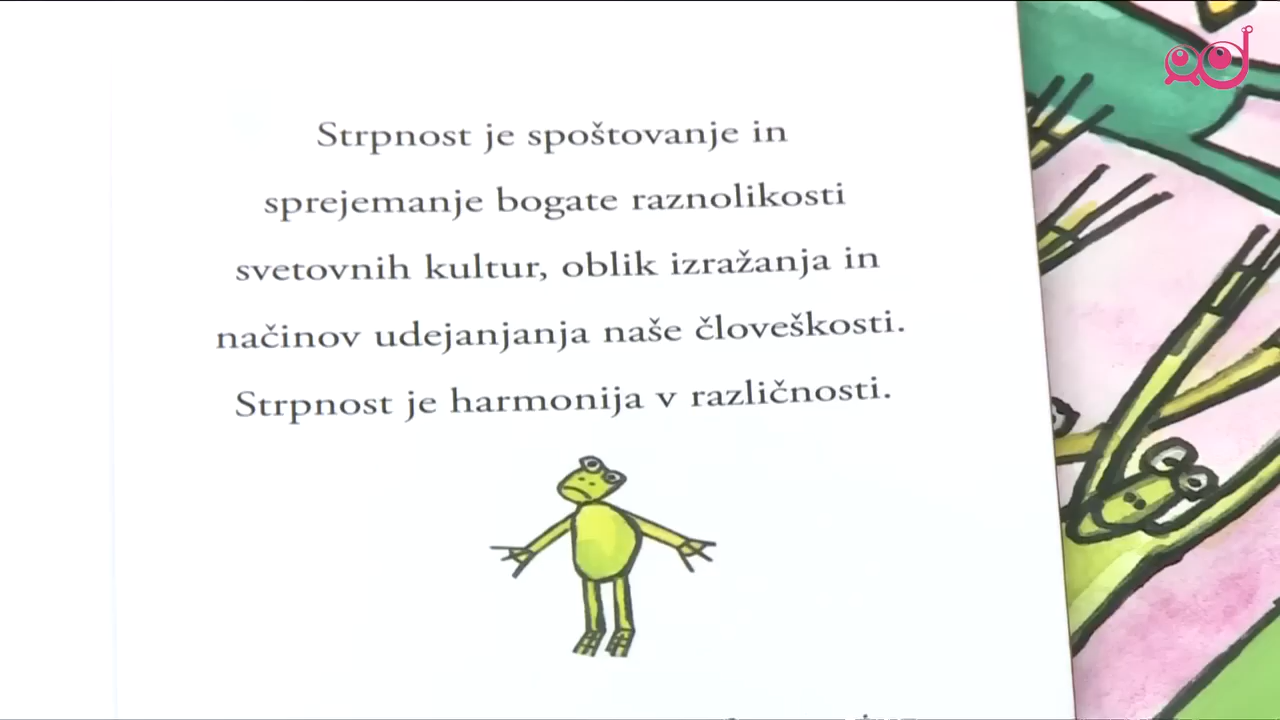 Strpnost je spoštovanje in
sprejemanje bogate raznolikosti
svetovnih kultur, oblik izražanja in
načinov udejanjanja naše človeškosti.
Strpnost je harmonija v različnosti.